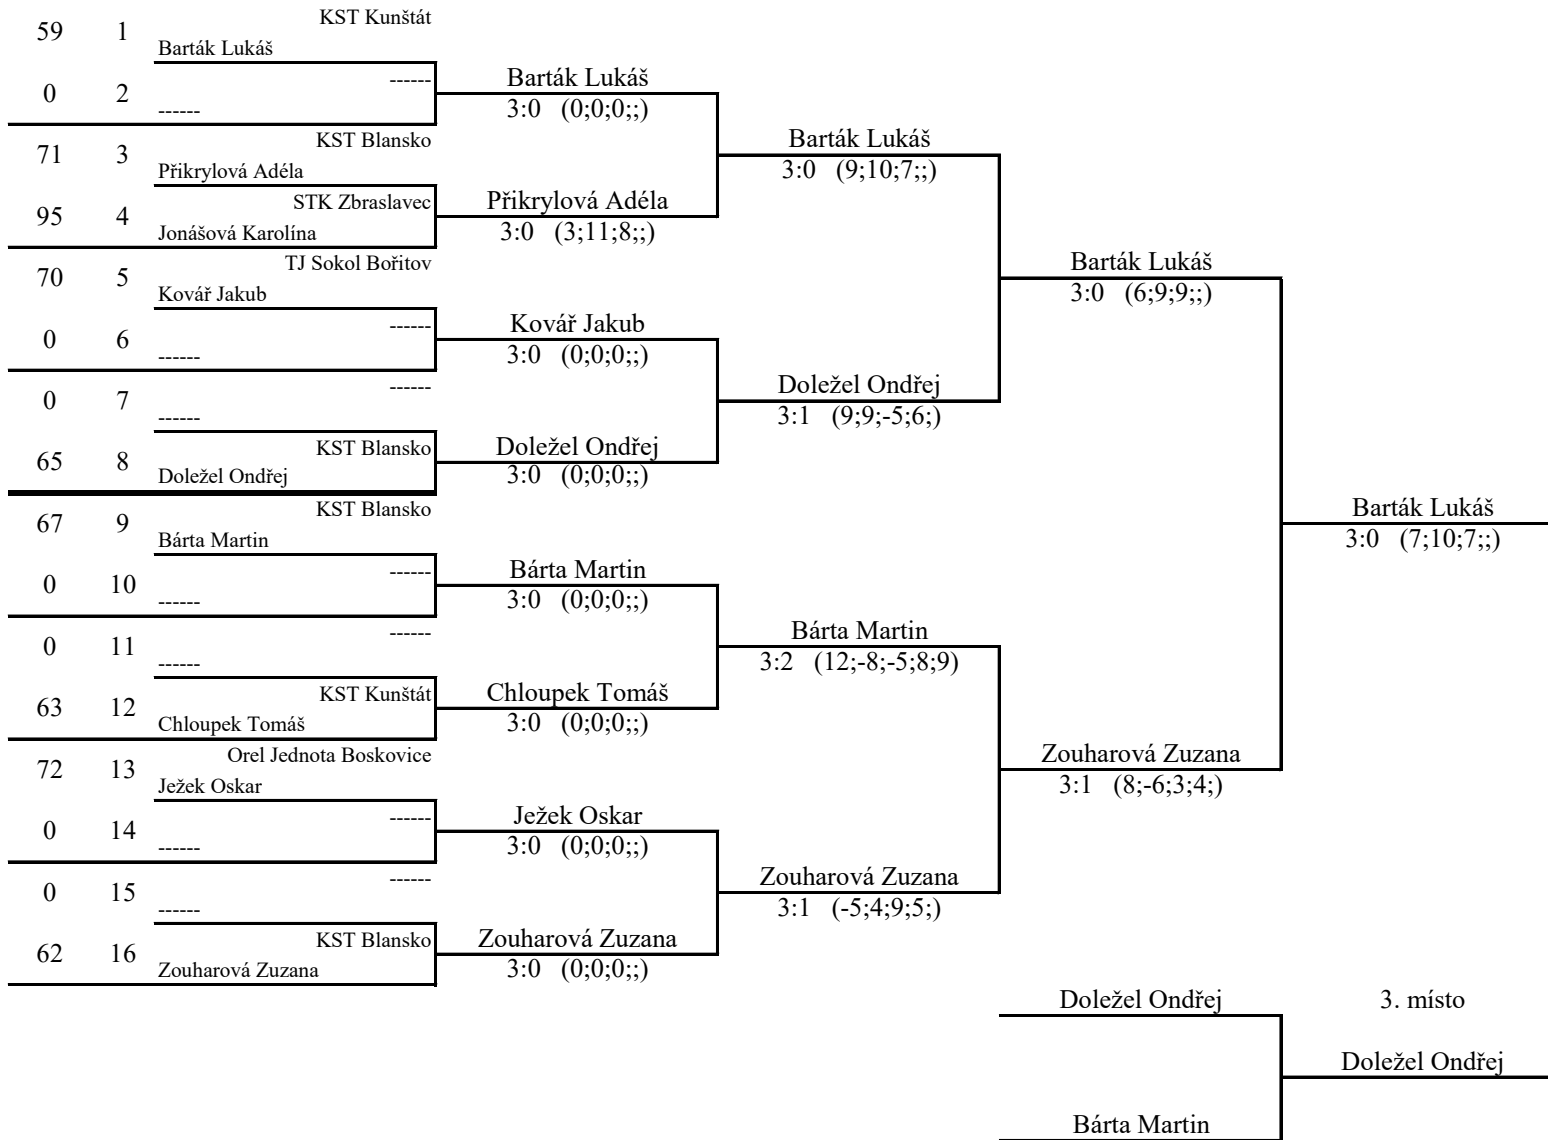 KST Kunštát
59 1
Barták Lukáš
------ Barták Lukáš
0 2 ------ 3:0 (0;0;0;;)
KST Blansko Barták Lukáš
71 3
Přikrylová Adéla 3:0 (9;10;7;;)
STK Zbraslavec Přikrylová Adéla
95 4
Jonášová Karolína 3:0 (3;11;8;;)
TJ Sokol Bořitov Barták Lukáš
70 5
Kovář Jakub 3:0 (6;9;9;;)
------ Kovář Jakub
0 6 ------ 3:0 (0;0;0;;)
------ Doležel Ondřej
0 7 ------ 3:1 (9;9;-5;6;)
KST Blansko Doležel Ondřej
65 8
Doležel Ondřej 3:0 (0;0;0;;)
KST Blansko Barták Lukáš
67 9
Bárta Martin 3:0 (7;10;7;;)
------ Bárta Martin
0 10 ------ 3:0 (0;0;0;;)
------ Bárta Martin
0 11 ------ 3:2 (12;-8;-5;8;9)
KST Kunštát Chloupek Tomáš
63 12
Chloupek Tomáš 3:0 (0;0;0;;)
Orel Jednota Boskovice Zouharová Zuzana
72 13
Ježek Oskar 3:1 (8;-6;3;4;)
------ Ježek Oskar
0 14 ------ 3:0 (0;0;0;;)
------ Zouharová Zuzana
0 15 ------ 3:1 (-5;4;9;5;)
KST Blansko Zouharová Zuzana
62 16
Zouharová Zuzana 3:0 (0;0;0;;)
Doležel Ondřej 3. místo
Doležel Ondřej
Bárta Martin